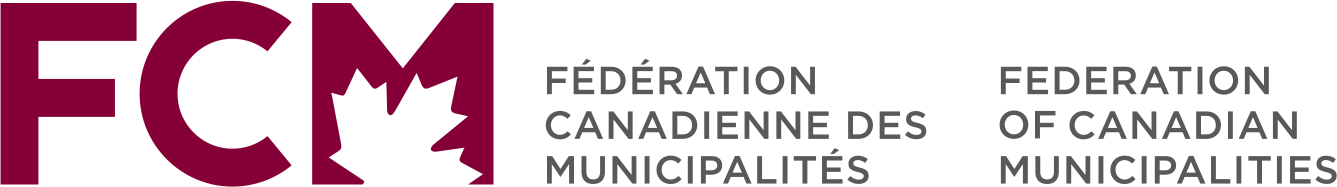 FCM
FÉDÉRATION
CANADIENNE DES
MUNICIPALITÉS
FEDERATION
OF CANADIAN
MUNICIPALITIES